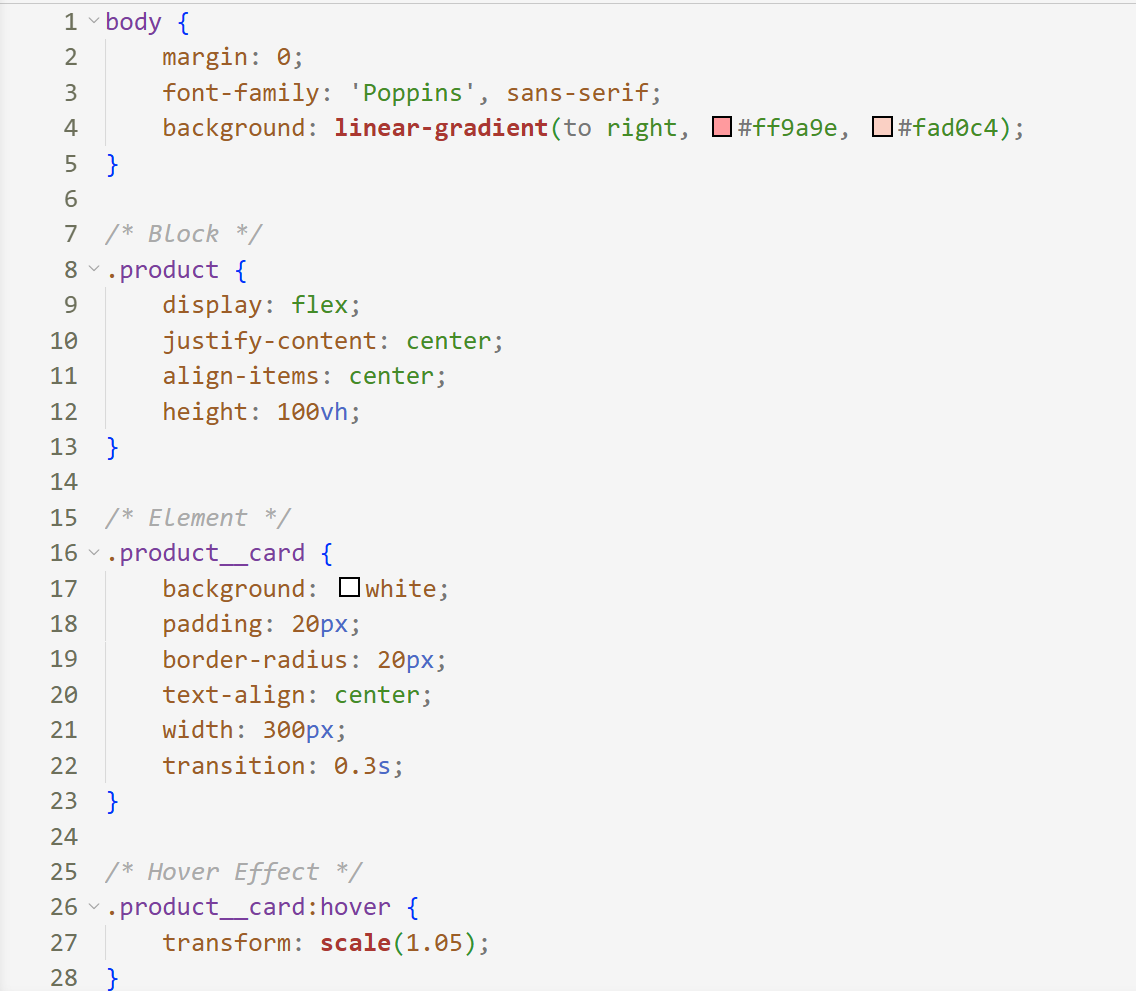 1 body {
2     margin: 0;
3     font-family: 'Poppins', sans-serif;
4     background: linear-gradient(to right, #ff9a9e, #fad0c4);
5 }
6
7 /* Block */
8 .product {
9     display: flex;
10     justify-content: center;
11     align-items: center;
12     height: 100vh;
13 }
14
15 /* Element */
16 .product__card {
17     background: white;
18     padding: 20px;
19     border-radius: 20px;
20     text-align: center;
21     width: 300px;
22     transition: 0.3s;
23 }
24
25 /* Hover Effect */
26 .product__card:hover {
27     transform: scale(1.05);
28 }